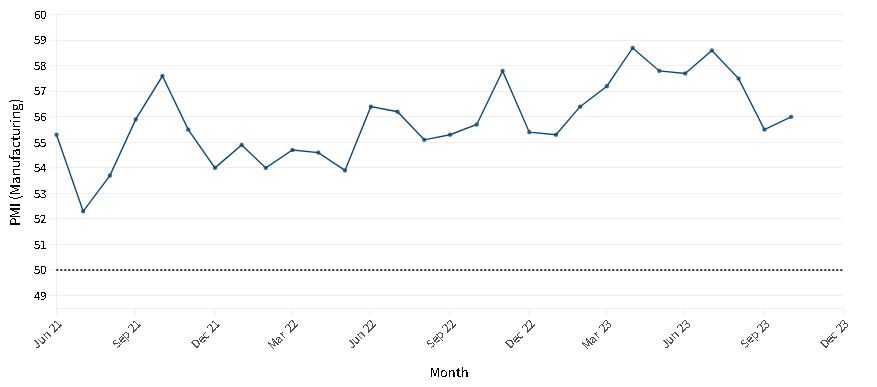 60
59
58
57
56
55
54
53
52
51
50
49
PMI (Manufacturing)
Jun 21
Sep 21
Dec 21
Mar 22
Jun 22
Sep 22
Dec 22
Mar 23
Jun 23
Sep 23
Dec 23
Month